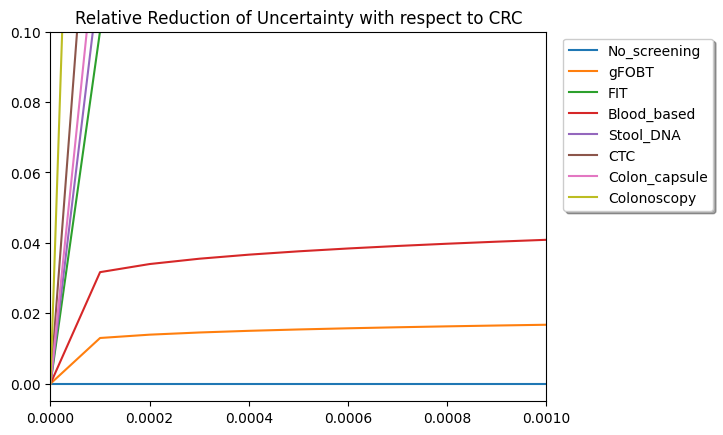 Relative Reduction of Uncertainty with respect to CRC
0.10
0.08
0.06
0.04
0.02
0.00
0.0000 0.0002 0.0004 0.0006 0.0008 0.0010
No_screening
gFOBT
FIT
Blood_based
Stool_DNA
CTC
Colon_capsule
Colonoscopy